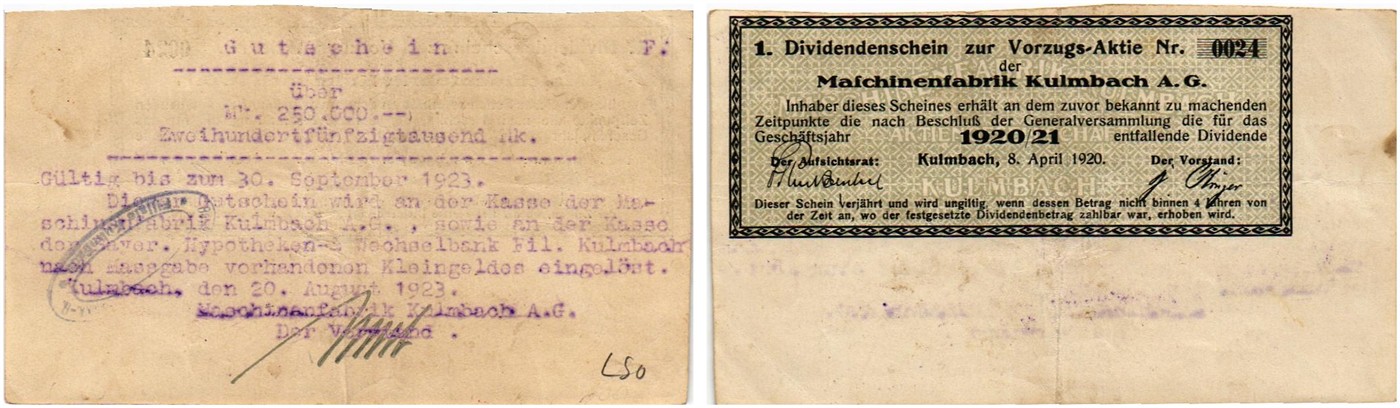 G u t s c h e i n F.
über
Mk. 250.000.--,
Zweihundertfünfzigtausend Mk.
Gültig bis zum 30. September 1923.
Dieser Gutschein wird an der Kasse der Ma-
schinenfabrik Kulmbach A.G. , sowie an der Kasse
der Bayer. Hypotheken-& Wechselbank Fil. Kulmbach
nach Massgabe vorhandenen Kleingeldes eingelöst.
Kulmbach, den 20. August 1923.
Maschinenfabrik Kulmbach A.G.
Der Vorstand .
LSO
1. Dividendenschein zur Vorzugs-Aktie Nr. 0024
der
Maſchinenfabrik Kulmbach A.G.
Inhaber dieses Scheines erhält an dem zuvor bekannt zu machenden
Zeitpunkte die nach Beschluß der Generalversammlung die für das
Geschäftsjahr 1920/21 entfallende Dividende
Der Aufsichtsrat: Kulmbach, 8. April 1920. Der Vorstand:
KULMBACH
Dieser Schein verjährt und wird ungiltig, wenn dessen Betrag nicht binnen 4 Jahren von
der Zeit an, wo der festgesetzte Dividendenbetrag zahlbar war, erhoben wird.